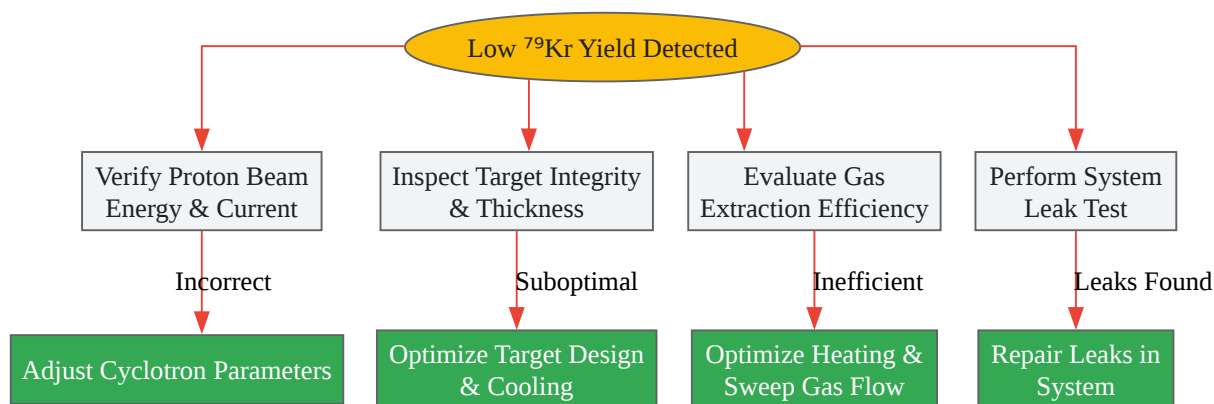 Low ⁷⁹Kr Yield Detected
Verify Proton Beam
Energy & Current
Inspect Target Integrity
& Thickness
Evaluate Gas
Extraction Efficiency
Perform System
Leak Test
Incorrect
Suboptimal
Inefficient
Leaks Found
Adjust Cyclotron Parameters
Optimize Target Design
& Cooling
Optimize Heating &
Sweep Gas Flow
Repair Leaks in
System